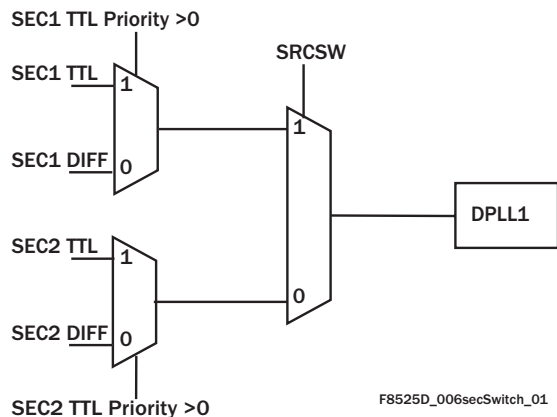 SEC1 TTL Priority >0
SRCSW
SEC1 TTL
1
1
SEC1 DIFF
0
DPLL1
SEC2 TTL
1
0
SEC2 DIFF
0
SEC2 TTL Priority >0
F8525D_006secSwitch_01